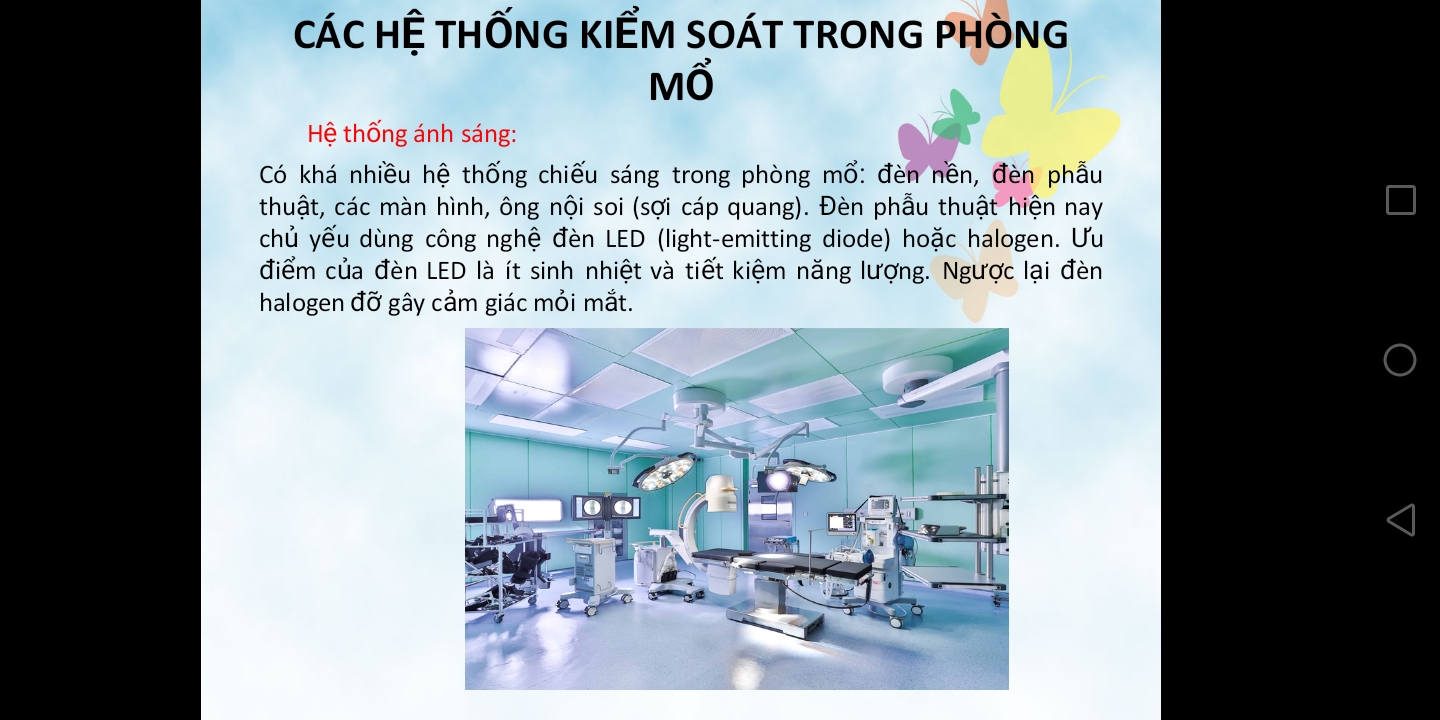 CÁC HỆ THỐNG KIỂM SOÁT TRONG PHÒNG
MỔ
Hệ thống ánh sáng:
Có khá nhiều hệ thống chiếu sáng trong phòng mổ: đèn nền, đèn phẫu
thuật, các màn hình, ông nội soi (sợi cáp quang). Đèn phẫu thuật hiện nay
chủ yếu dùng công nghệ đèn LED (light-emitting diode) hoặc halogen. Ưu
điểm của đèn LED là ít sinh nhiệt và tiết kiệm năng lượng. Ngược lại đèn
halogen đỡ gây cảm giác mỏi mắt.